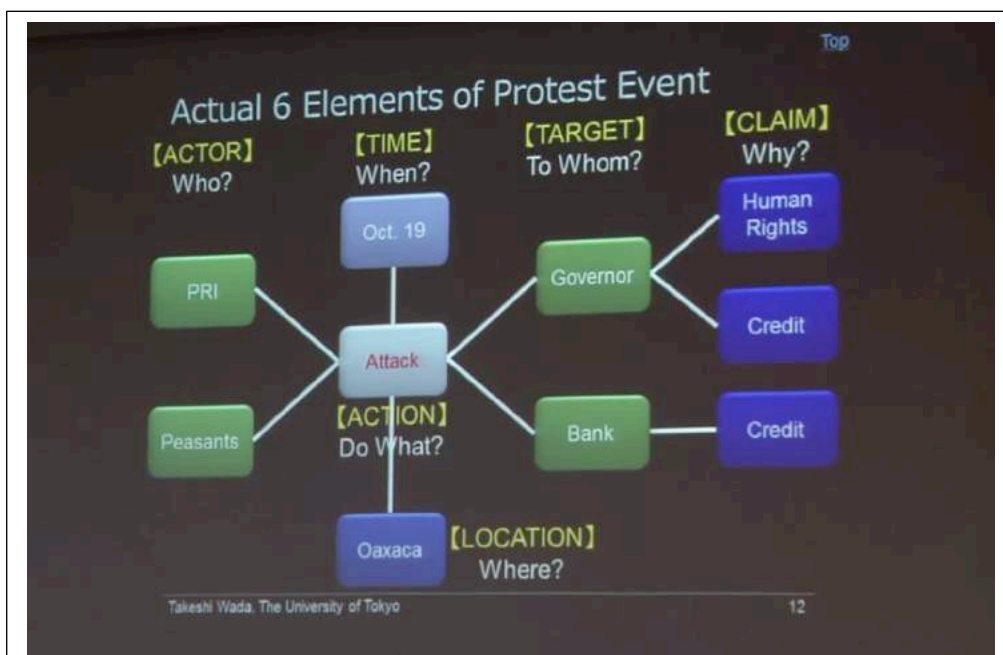 Top
Actual 6 Elements of Protest Event
【ACTOR】
Who?
【TIME】
When?
【TARGET】
To Whom?
【CLAIM】
Why?
PRI
Peasants
Oct. 19
Attack
【ACTION】
Do What?
Oaxaca
【LOCATION】
Where?
Governor
Bank
Human
Rights
Credit
Credit
Takeshi Wada. The University of Tokyo
12